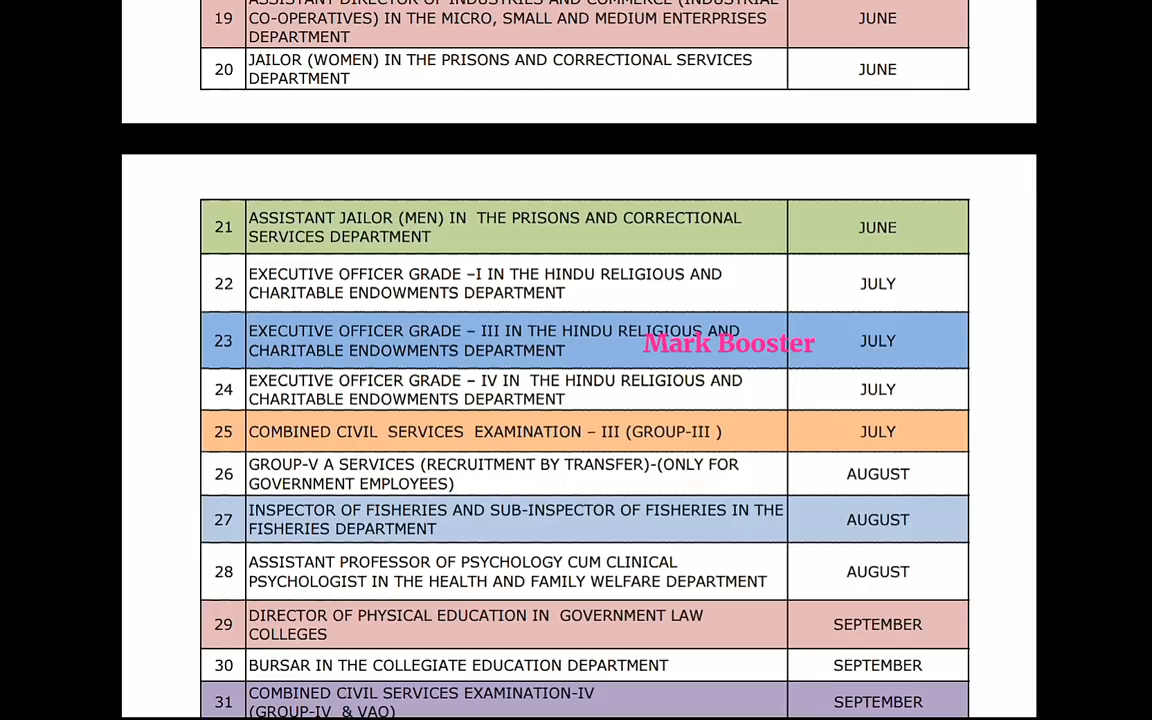 19
ASSISTANT DIRECTOR OF INDUSTRIES AND COMMERCE (INDUSTRIAL
CO-OPERATIVES) IN THE MICRO, SMALL AND MEDIUM ENTERPRISES
DEPARTMENT
JUNE
20
JAILOR (WOMEN) IN THE PRISONS AND CORRECTIONAL SERVICES
DEPARTMENT
JUNE
21
ASSISTANT JAILOR (MEN) IN THE PRISONS AND CORRECTIONAL
SERVICES DEPARTMENT
JUNE
22
EXECUTIVE OFFICER GRADE –I IN THE HINDU RELIGIOUS AND
CHARITABLE ENDOWMENTS DEPARTMENT
JULY
23
EXECUTIVE OFFICER GRADE – III IN THE HINDU RELIGIOUS AND
CHARITABLE ENDOWMENTS DEPARTMENT
Mark Booster
JULY
24
EXECUTIVE OFFICER GRADE – IV IN THE HINDU RELIGIOUS AND
CHARITABLE ENDOWMENTS DEPARTMENT
JULY
25
COMBINED CIVIL SERVICES EXAMINATION – III (GROUP-III )
JULY
26
GROUP-V A SERVICES (RECRUITMENT BY TRANSFER)-(ONLY FOR
GOVERNMENT EMPLOYEES)
AUGUST
27
INSPECTOR OF FISHERIES AND SUB-INSPECTOR OF FISHERIES IN THE
FISHERIES DEPARTMENT
AUGUST
28
ASSISTANT PROFESSOR OF PSYCHOLOGY CUM CLINICAL
PSYCHOLOGIST IN THE HEALTH AND FAMILY WELFARE DEPARTMENT
AUGUST
29
DIRECTOR OF PHYSICAL EDUCATION IN GOVERNMENT LAW
COLLEGES
SEPTEMBER
30
BURSAR IN THE COLLEGIATE EDUCATION DEPARTMENT
SEPTEMBER
31
COMBINED CIVIL SERVICES EXAMINATION-IV
(GROUP-IV & VAO)
SEPTEMBER